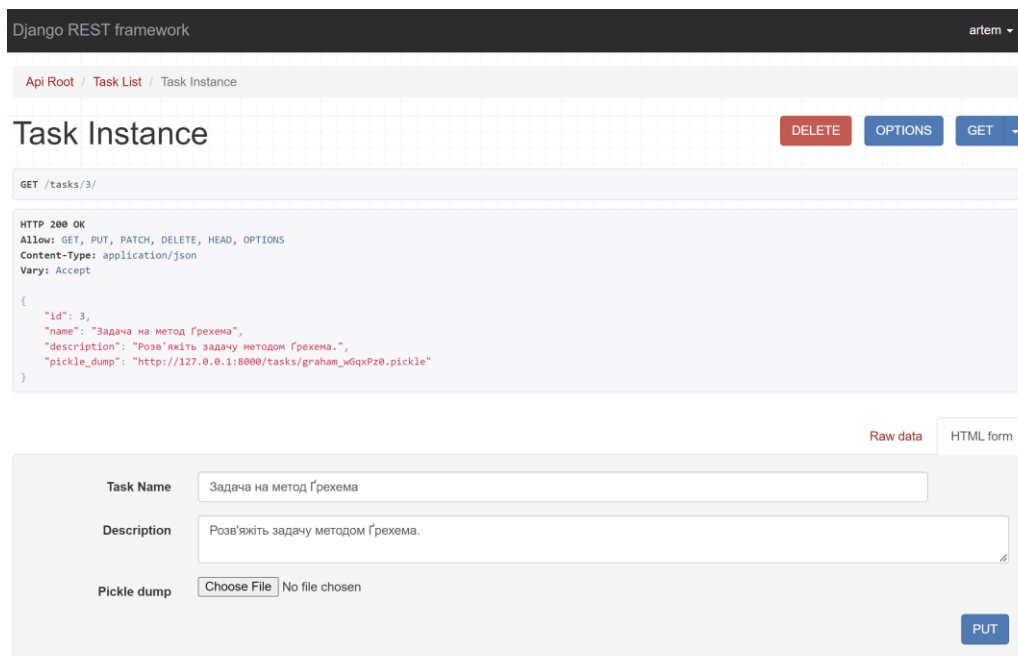 Django REST framework
artem
Api Root / Task List / Task Instance
Task Instance
DELETE
OPTIONS
GET
GET /tasks/3/
HTTP 200 OK
Allow: GET, PUT, PATCH, DELETE, HEAD, OPTIONS
Content-Type: application/json
Vary: Accept
{
"id": 3,
"name": "Задача на метод Ґрехема",
"description": "Розв'яжіть задачу методом Ґрехема.",
"pickle_dump": "http://127.0.0.1:8000/tasks/graham_wGqxPz0.pickle"
}
Raw data
HTML form
Task Name
Задача на метод Ґрехема
Description
Розв'яжіть задачу методом Ґрехема.
Pickle dump
Choose File No file chosen
PUT